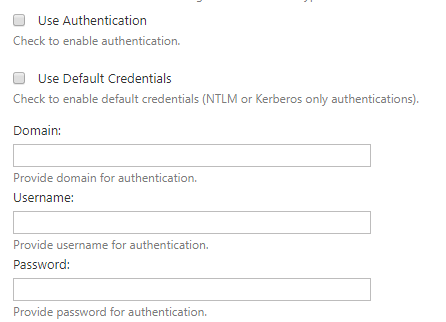 Use Authentication
Check to enable authentication.
Use Default Credentials
Check to enable default credentials (NTLM or Kerberos only authentications).
Domain:
Provide domain for authentication.
Username:
Provide username for authentication.
Password:
Provide password for authentication.